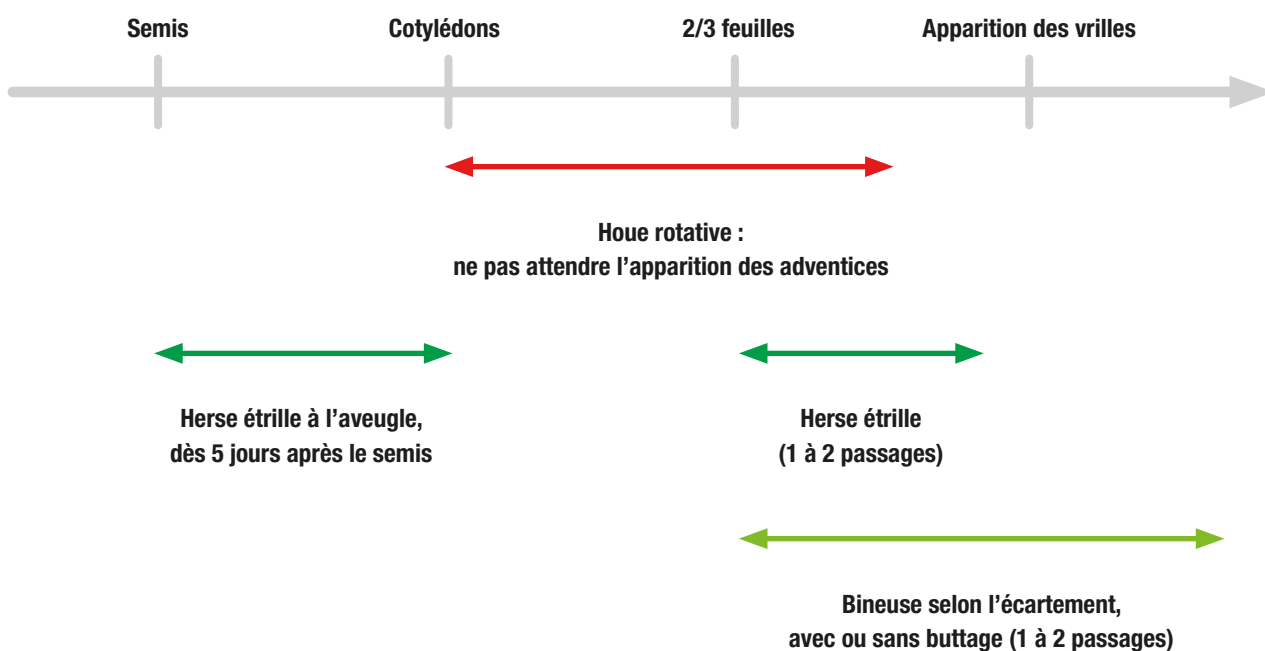 Semis
Cotylédons
2/3 feuilles
Apparition des vrilles
Houe rotative :
ne pas attendre l’apparition des adventices
Herse étrille à l’aveugle,
dès 5 jours après le semis
Herse étrille
(1 à 2 passages)
Bineuse selon l’écartement,
avec ou sans buttage (1 à 2 passages)